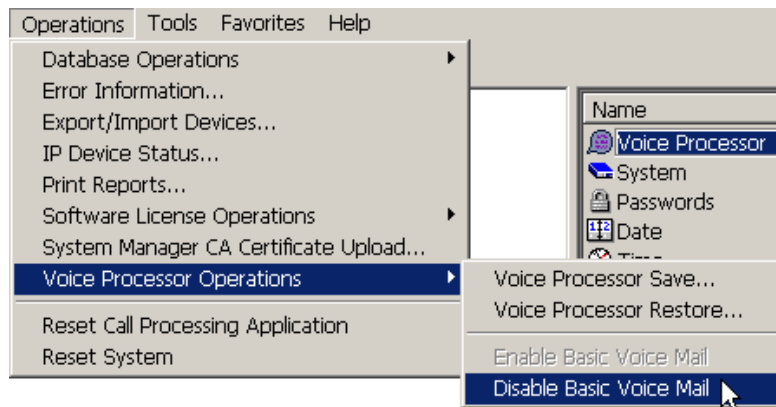 Operations Tools Favorites Help
Database Operations
Error Information...
Export/Import Devices...
IP Device Status...
Print Reports...
Software License Operations
System Manager CA Certificate Upload...
Voice Processor Operations
Reset Call Processing Application
Reset System
Name
Voice Processor
System
Passwords
Date
Time
Voice Processor Save...
Voice Processor Restore...
Enable Basic Voice Mail
Disable Basic Voice Mail